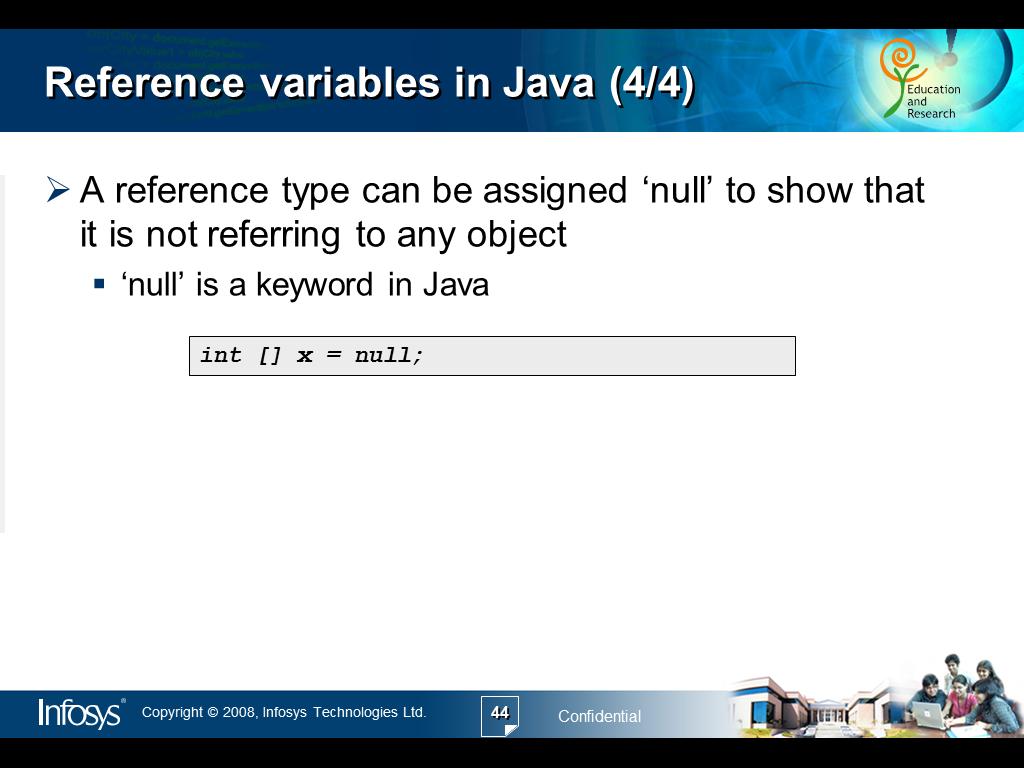 Reference variables in Java (4/4)
Education
and
Research
A reference type can be assigned ‘null’ to show that
it is not referring to any object
‘null’ is a keyword in Java
int [] x = null;
Infosys®
Copyright © 2008, Infosys Technologies Ltd.
44
Confidential